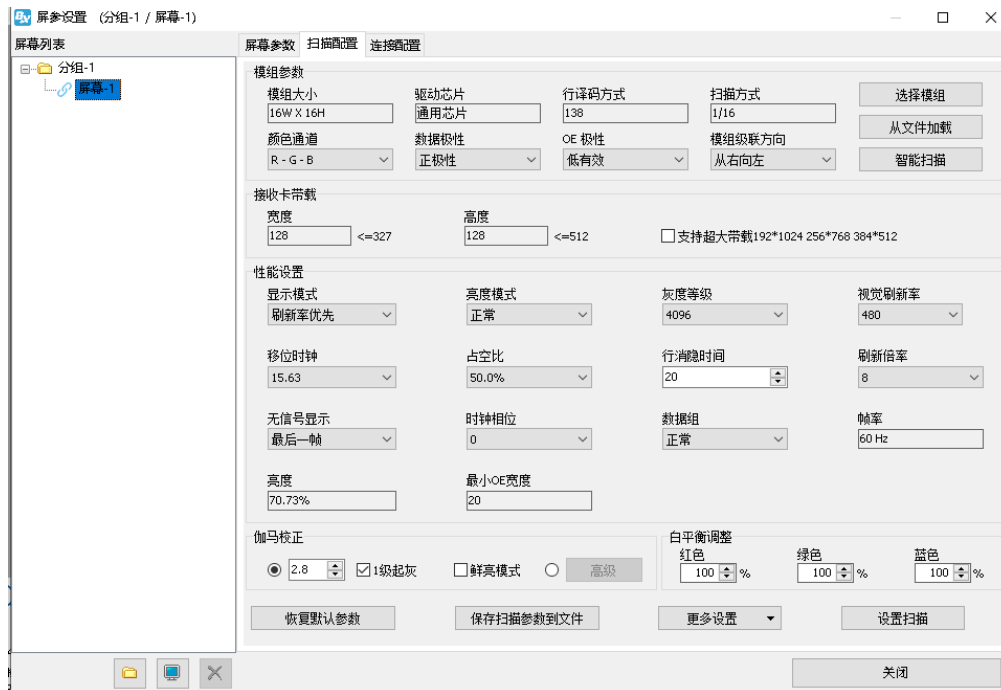 BN 屏参设置 (分组-1 / 屏幕-1)
屏幕列表
分组-1
屏幕-1
屏幕参数 扫描配置 连接配置
模组参数
模组大小 驱动芯片 行译码方式 扫描方式
16W X 16H 通用芯片 138 1/16 选择模组
从文件加载
颜色通道 数据极性 OE 极性 模组级联方向
R - G - B 正极性 低有效 从右向左 智能扫描
接收卡带载
宽度 高度
128 <=327 128 <=512 支持超大带载192*1024 256*768 384*512
性能设置
显示模式 亮度模式 灰度等级 视觉刷新率
刷新率优先 正常 4096 480
移位时钟 占空比 行消隐时间 刷新倍率
15.63 50.0% 20 8
无信号显示 时钟相位 数据组 帧率
最后一帧 0 正常 60 Hz
亮度 最小OE宽度
70.73% 20
伽马校正 白平衡调整
红色 绿色 蓝色
2.8 1级起灰 鲜亮模式 高级 100 % 100 % 100 %
恢复默认参数 保存扫描参数到文件 更多设置 设置扫描
关闭